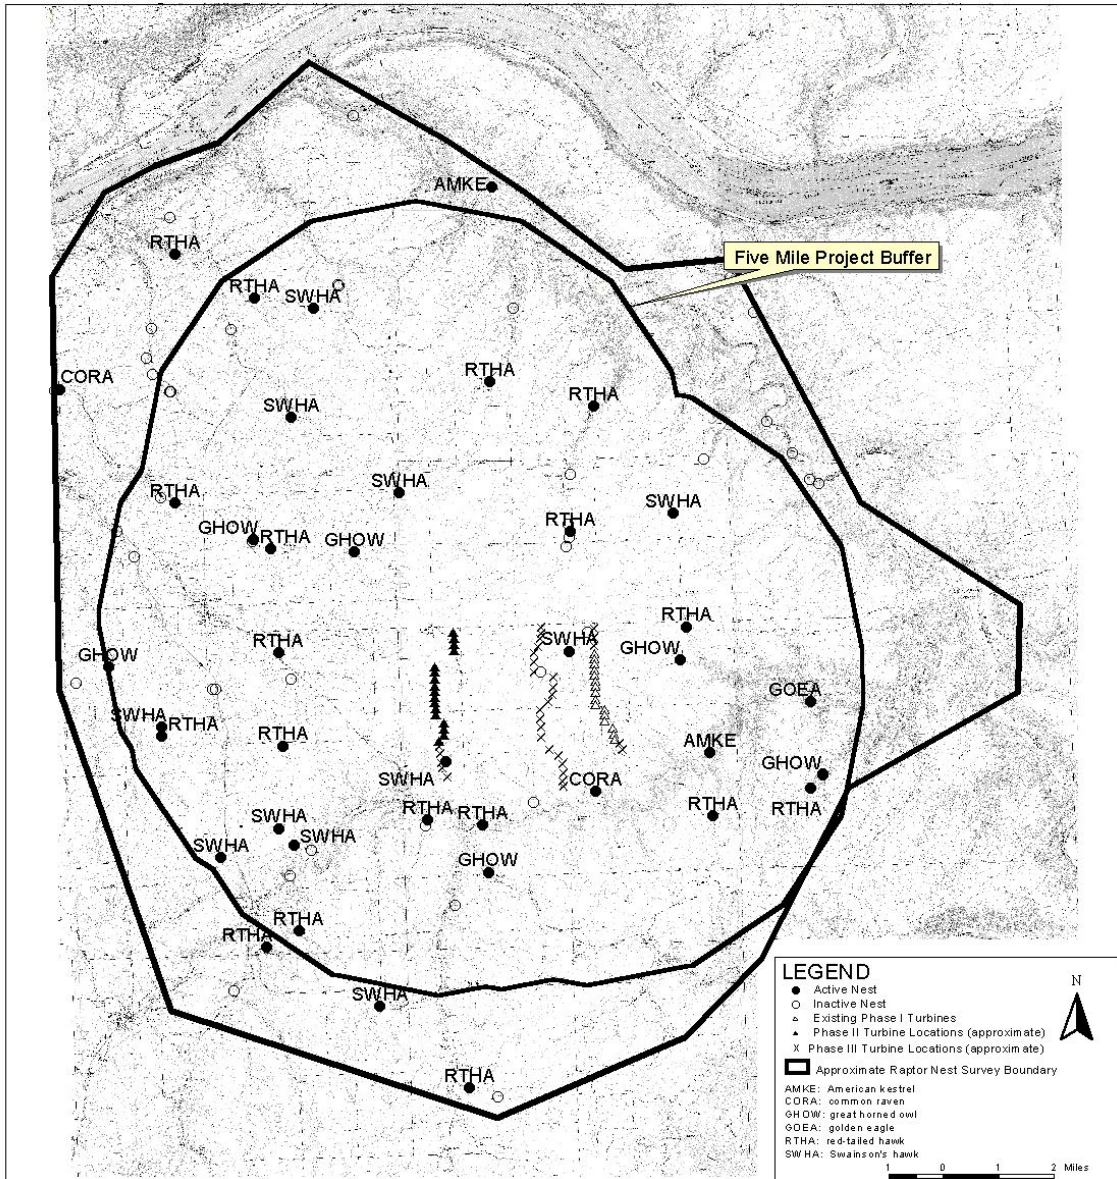 AMKE
RTHA
Five Mile Project Buffer
RTHA
SWHA
RTHA
CORA
RTHA
SWHA
SWHA
RTHA
SWHA
GHOW
RTHA
GHOW
RTHA
RTHA
RTHA
SWHA
GHOW
GHOW
GOEA
SWHA
RTHA
RTHA
AMKE
GHOW
SWHA
CORA
RTHA
RTHA
RTHA
RTHA
SWHA
SWHA
SWHA
GHOW
RTHA
RTHA
SWHA
RTHA
LEGEND
Active Nest
Inactive Nest
Existing Phase I Turbines
Phase II Turbine Locations (approximate)
X Phase III Turbine Locations (approximate)
Approximate Raptor Nest Survey Boundary
AMKE: American kestrel
CORA: common raven
GHOW: great horned owl
GOEA: golden eagle
RTHA: red-tailed hawk
SWHA: Swainson's hawk
N
1 0 1 2 Miles